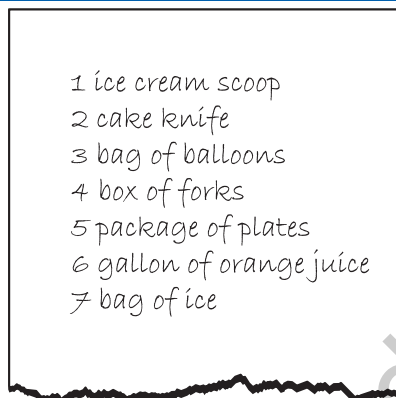 1 ice cream scoop
2 cake knife
3 bag of balloons
4 box of forks
5 package of plates
6 gallon of orange juice
7 bag of ice